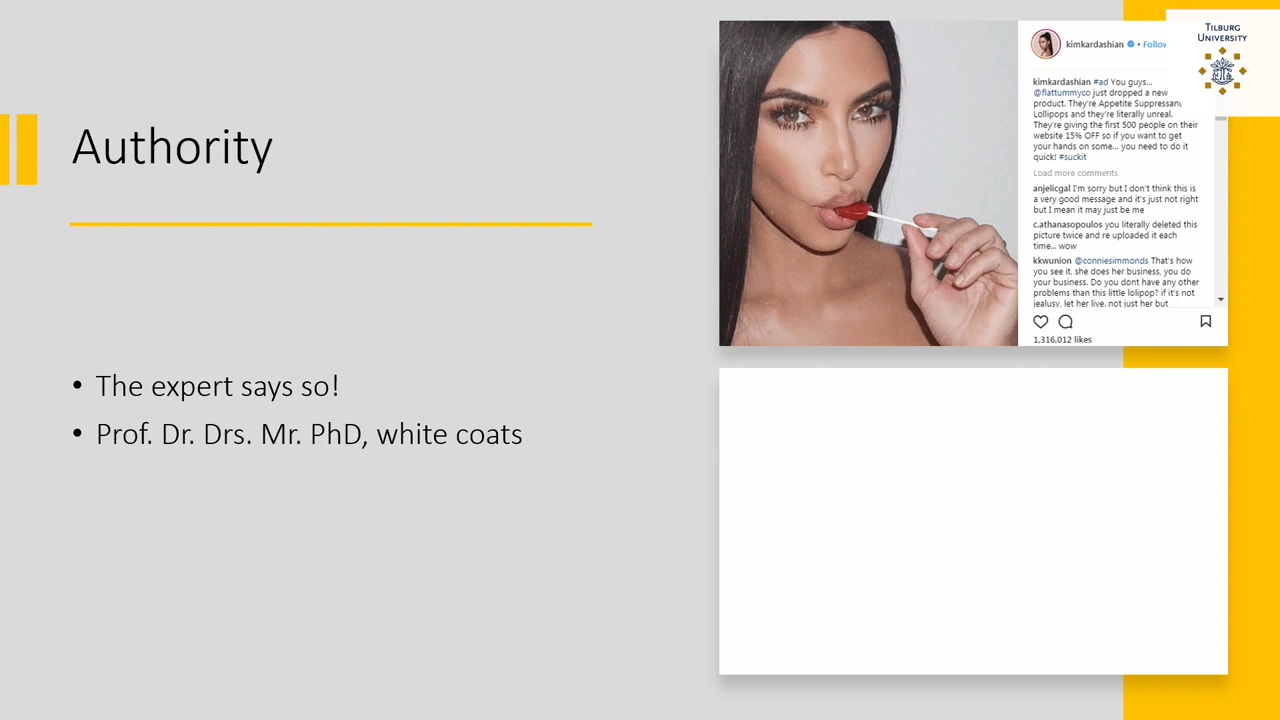 Authority
• The expert says so!
• Prof. Dr. Drs. Mr. PhD, white coats
kimkardashian • Follow
kimkardashian #ad You guys...
@flattummyco just dropped a new
product. They're Appetite Suppressant
Lollipops and they're literally unreal.
They're giving the first 500 people on their
website 15% OFF so if you want to get
your hands on some... you need to do it
quick! #suckit
Load more comments
anjelicgal I'm sorry but I don't think this is
a very good message and it's just not right
but I mean it may just be me
c.athanasopoulos you literally deleted this
picture twice and re uploaded it each
time... wow
kkwunion @conniesimmonds That's how
you see it. she does her business, you do
your business. Do you dont have any other
problems than this little lolipop? if it's not
jealusy, let her live. not just her but
1,316,012 likes
TILBURG
UNIVERSITY